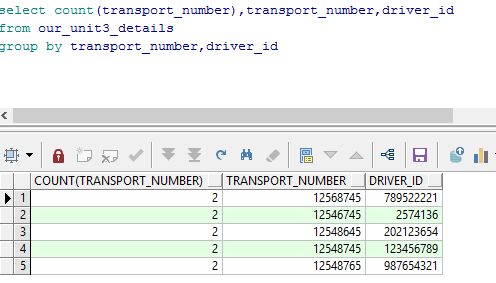 select count(transport_number),transport_number,driver_id
from our_unit3_details
group by transport_number,driver_id
COUNT(TRANSPORT_NUMBER) TRANSPORT_NUMBER DRIVER_ID
1 2 12568745 789522221
2 2 12546745 2574136
3 2 12548645 202123654
4 2 12548745 123456789
5 2 12548765 987654321